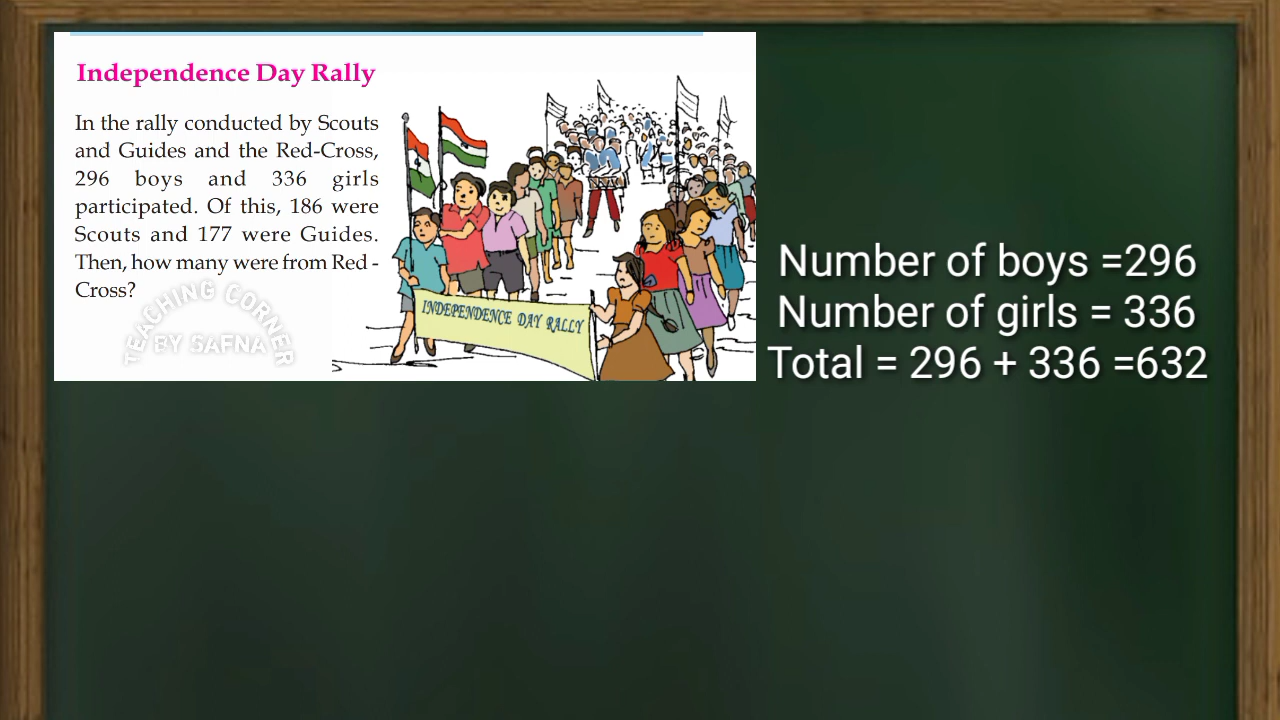 Independence Day Rally
In the rally conducted by Scouts
and Guides and the Red-Cross,
296 boys and 336 girls
participated. Of this, 186 were
Scouts and 177 were Guides.
Then, how many were from Red -
Cross?
TEACHING CORNER
BY SAFNA
INDEPENDENCE DAY RALLY
Number of boys =296
Number of girls = 336
Total = 296 + 336 =632